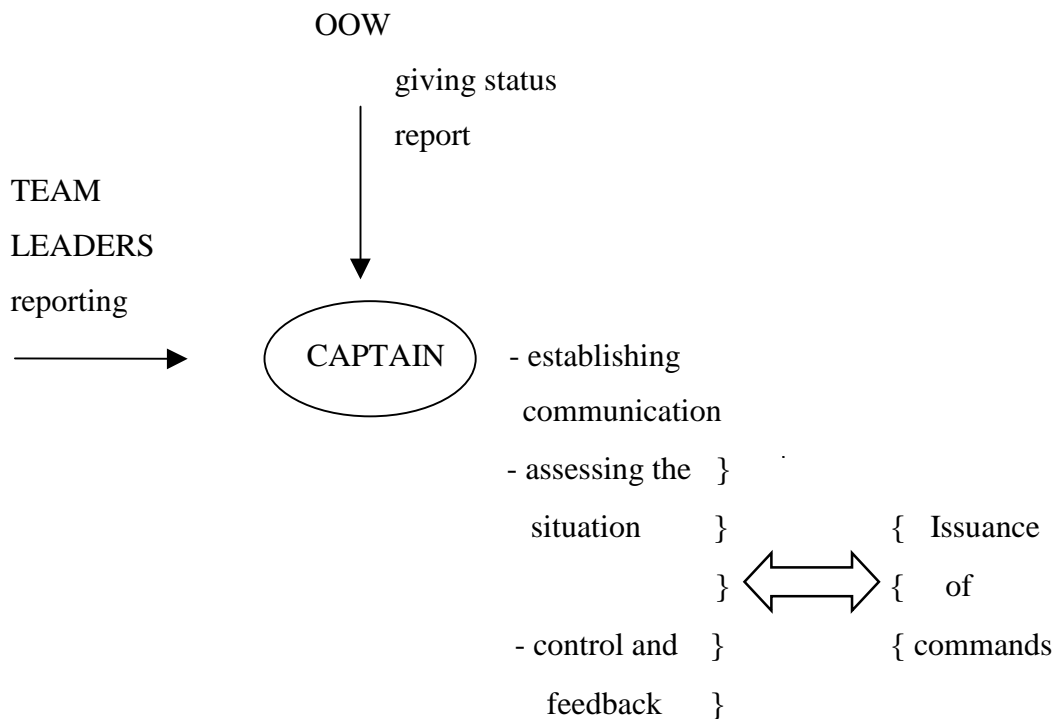 OOW
giving status
report
TEAM
LEADERS
reporting
CAPTAIN - establishing
communication
- assessing the }
situation } { Issuance
} { of
- control and } { commands
feedback }